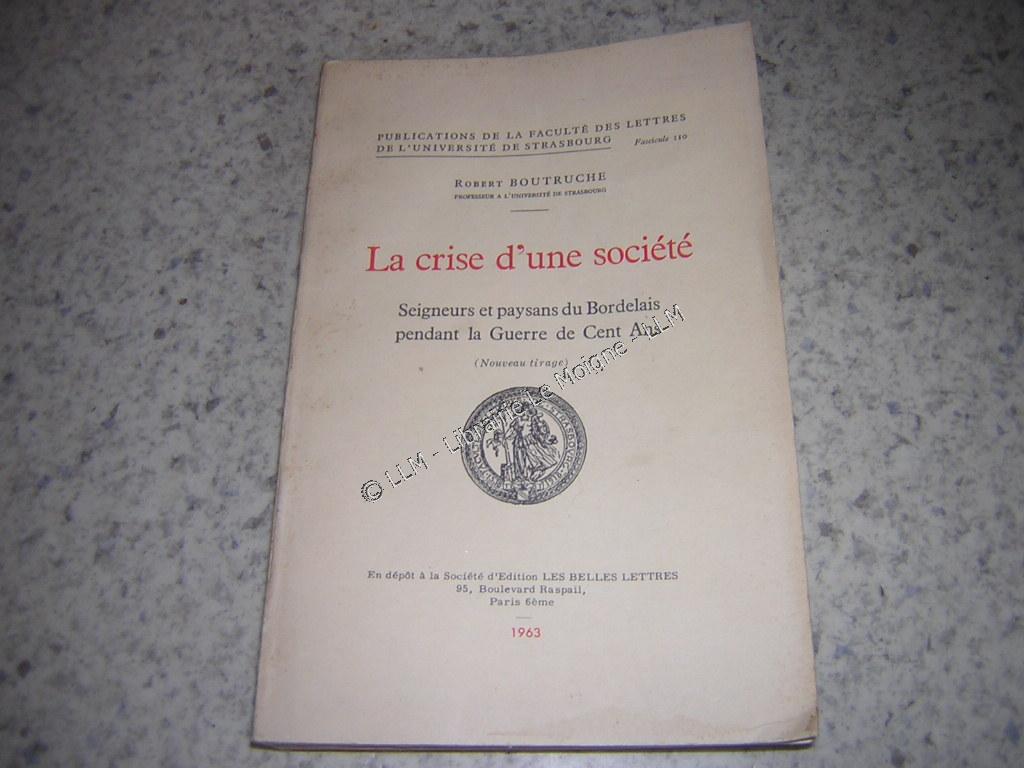 PUBLICATIONS DE LA FACULTÉ DES LETTRES
DE L'UNIVERSITÉ DE STRASBOURG Fascicule 110
ROBERT BOUTRUCHE
PROFESSEUR A L'UNIVERSITÉ DE STRASBOURG
La crise d'une société
Seigneurs et paysans du Bordelais
pendant la Guerre de Cent Ans
(Nouveau tirage)
© LLM - Librairie Le Moigne - LLM
En dépôt à la Société d'Edition LES BELLES LETTRES
95, Boulevard Raspail,
Paris 6ème
1963